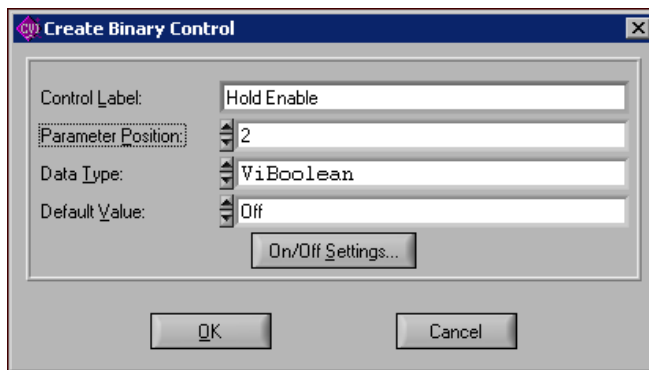 CVI Create Binary Control
Control Label: Hold Enable
Parameter Position: 2
Data Type: ViBoolean
Default Value: Off
On/Off Settings...
OK Cancel